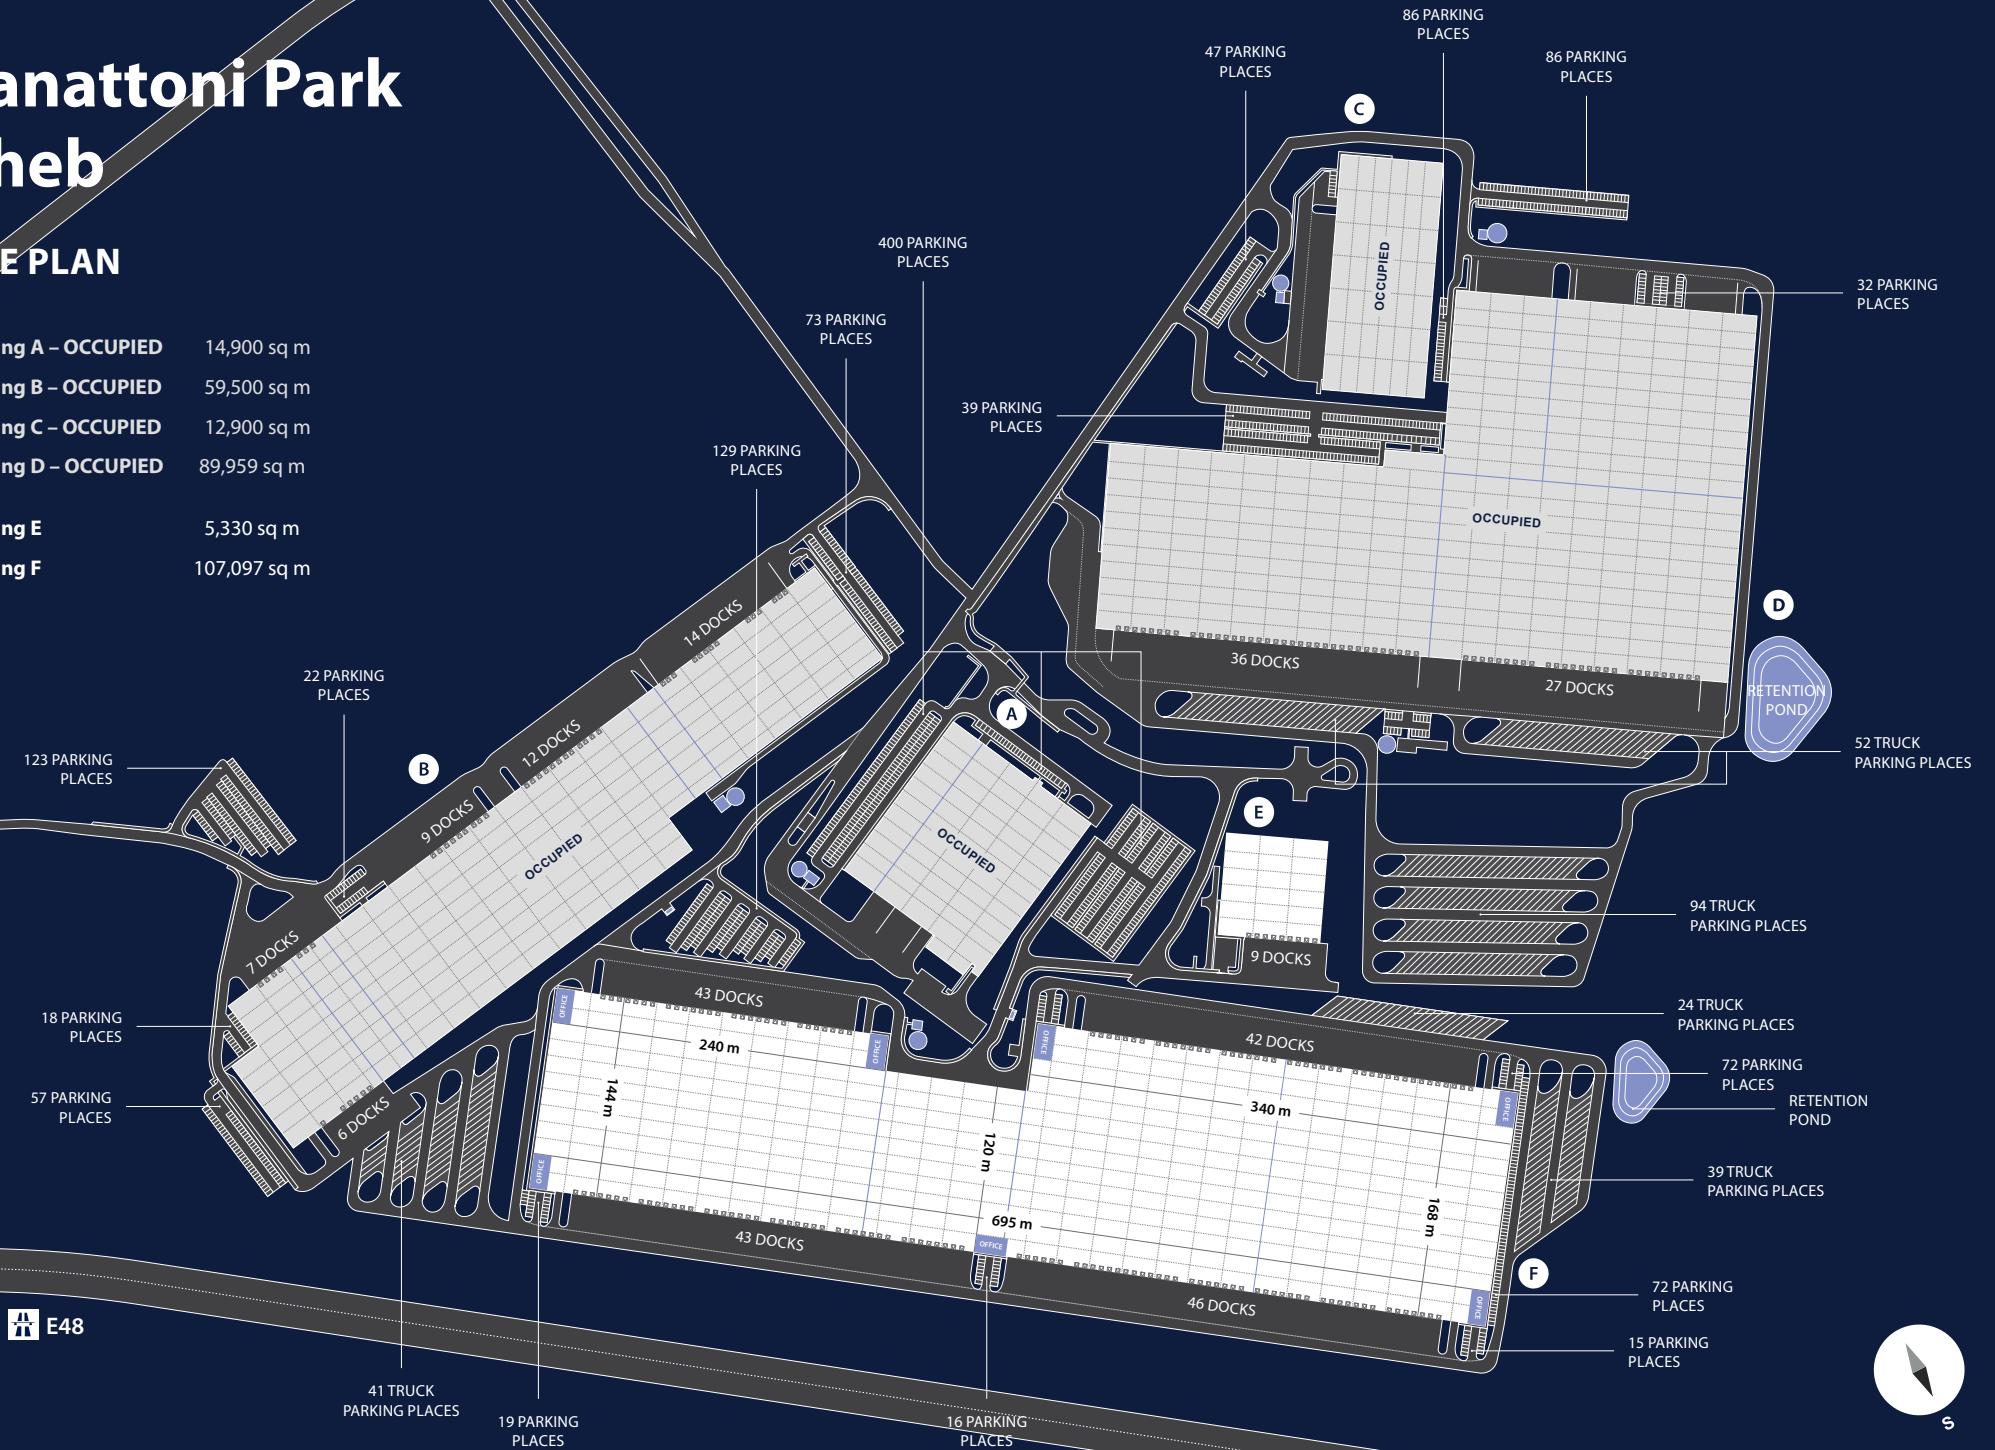 anattoni Park
heb
E PLAN
ng A – OCCUPIED 14,900 sq m
ng B – OCCUPIED 59,500 sq m
ng C – OCCUPIED 12,900 sq m
ng D – OCCUPIED 89,959 sq m
ng E 5,330 sq m
ng F 107,097 sq m
86 PARKING
PLACES
47 PARKING
PLACES
86 PARKING
PLACES
C
OCCUPIED
400 PARKING
PLACES
32 PARKING
PLACES
73 PARKING
PLACES
39 PARKING
PLACES
129 PARKING
PLACES
OCCUPIED
D
14 DOCKS
36 DOCKS
27 DOCKS
RETENTION
POND
22 PARKING
PLACES
A
12 DOCKS
52 TRUCK
PARKING PLACES
123 PARKING
PLACES
B
9 DOCKS
E
OCCUPIED
OCCUPIED
94 TRUCK
PARKING PLACES
7 DOCKS
9 DOCKS
43 DOCKS
OFFICE
24 TRUCK
PARKING PLACES
18 PARKING
PLACES
240 m
OFFICE
OFFICE
42 DOCKS
72 PARKING
PLACES
57 PARKING
PLACES
6 DOCKS
144 m
340 m
OFFICE
RETENTION
POND
120 m
OFFICE
39 TRUCK
PARKING PLACES
695 m
168 m
43 DOCKS
OFFICE
F
46 DOCKS
OFFICE
72 PARKING
PLACES
E48
15 PARKING
PLACES
41 TRUCK
PARKING PLACES
19 PARKING
PLACES
16 PARKING
PLACES
S